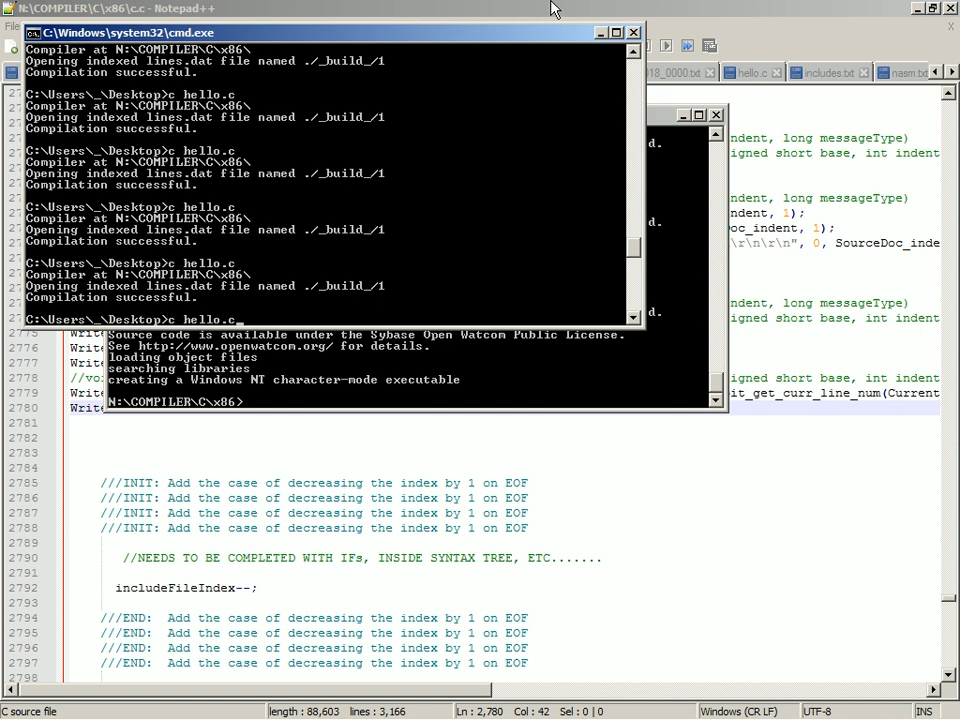 N:\COMPILER\C\x86\c.c - Notepad++
C:\Windows\system32\cmd.exe
Compiler at N:\COMPILER\C\x86\
Opening indexed lines.dat file named ./_build_/1
Compilation successful.
C:\Users\_\Desktop>c hello.c
Compiler at N:\COMPILER\C\x86\
Opening indexed lines.dat file named ./_build_/1
Compilation successful.
C:\Users\_\Desktop>c hello.c
Compiler at N:\COMPILER\C\x86\
Opening indexed lines.dat file named ./_build_/1
Compilation successful.
C:\Users\_\Desktop>c hello.c
Compiler at N:\COMPILER\C\x86\
Opening indexed lines.dat file named ./_build_/1
Compilation successful.
C:\Users\_\Desktop>c hello.c
Compiler at N:\COMPILER\C\x86\
Opening indexed lines.dat file named ./_build_/1
Compilation successful.
C:\Users\_\Desktop>c hello.c
018_0000.txt hello.c includes.txt nasm.txt
ndent, long messageType)
igned short base, int indent
ndent, long messageType)
ndent, 1);
oc_indent, 1);
\r\n\r\n", 0, SourceDoc_inde
ndent, long messageType)
igned short base, int indent
Source code is available under the Sybase Open Watcom Public License.
See http://www.openwatcom.org/ for details.
loading object files
searching libraries
creating a Windows NT character-mode executable
N:\COMPILER\C\x86>
2775 Write
2776 Write
2777 Write
2778 //vo igned short base, int indent
2779 Write it_get_curr_line_num(Current
2780 Write
2781
2782
2783
2784
2785 ///INIT: Add the case of decreasing the index by 1 on EOF
2786 ///INIT: Add the case of decreasing the index by 1 on EOF
2787 ///INIT: Add the case of decreasing the index by 1 on EOF
2788 ///INIT: Add the case of decreasing the index by 1 on EOF
2789
2790 //NEEDS TO BE COMPLETED WITH IFs, INSIDE SYNTAX TREE, ETC.......
2791
2792 includeFileIndex--;
2793
2794 ///END: Add the case of decreasing the index by 1 on EOF
2795 ///END: Add the case of decreasing the index by 1 on EOF
2796 ///END: Add the case of decreasing the index by 1 on EOF
2797 ///END: Add the case of decreasing the index by 1 on EOF
2798
C source file length : 88,603 lines : 3,166 Ln : 2,780 Col : 42 Sel : 0 | 0 Windows (CR LF) UTF-8 INS